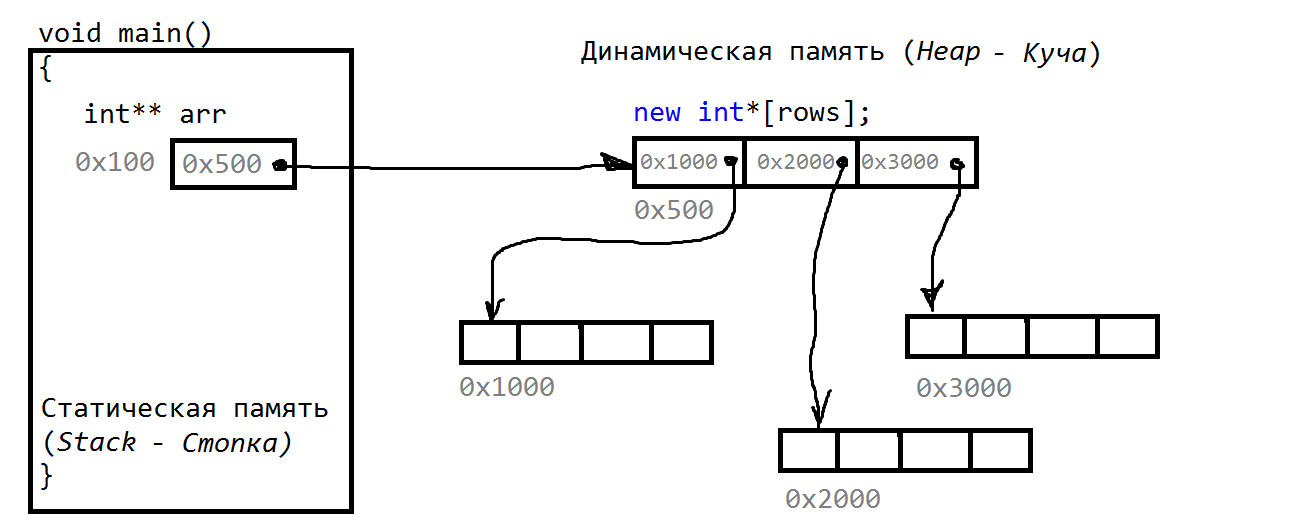 void main()
{
int** arr
0x100
0x500
Статическая память
(Stack - Стопка)
}
Динамическая память (Heap - Куча)
new int*[rows];
0x1000
0x2000
0x3000
0x500
0x1000
0x2000
0x3000